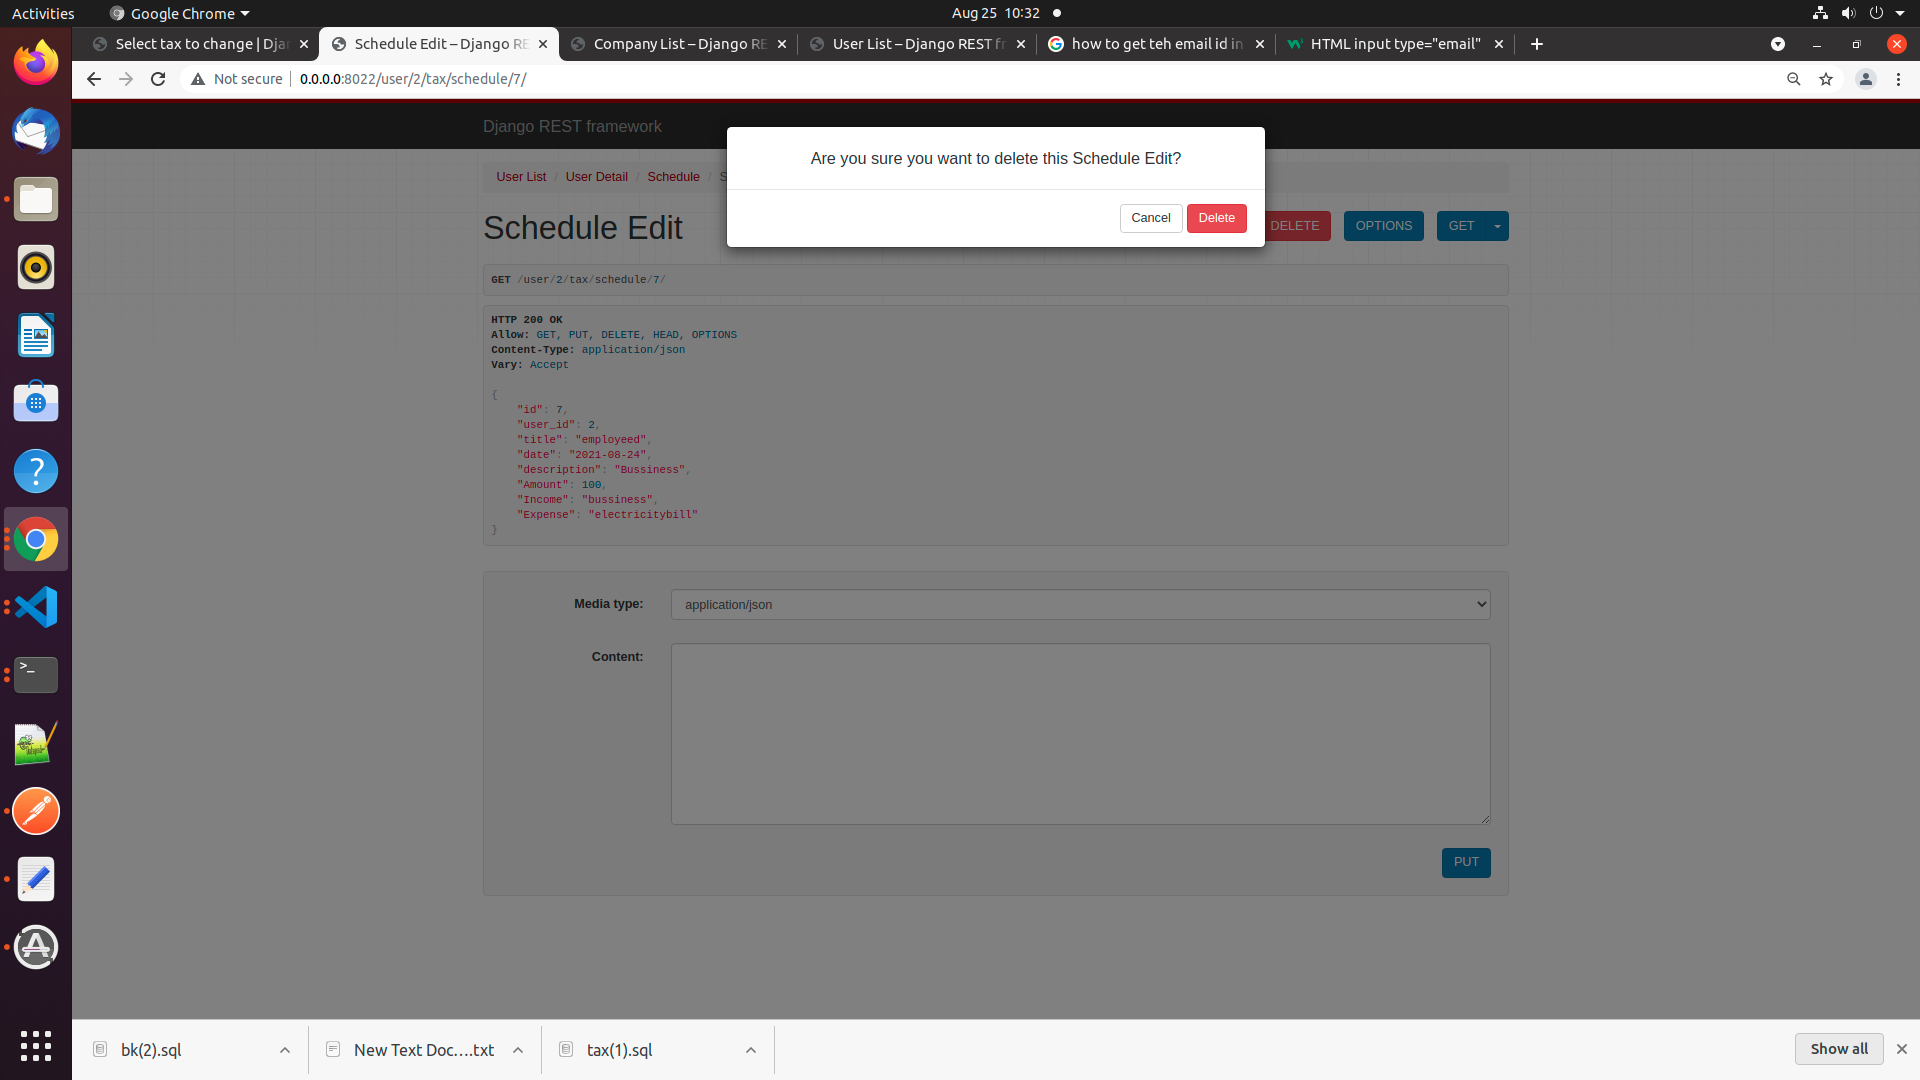 Activities Google Chrome Aug 25 10:32
Select tax to change | Djan Schedule Edit – Django RE Company List – Django RE User List – Django REST fr how to get teh email id in HTML input type="email"
Not secure 0.0.0.0:8022/user/2/tax/schedule/7/
Django REST framework
Are you sure you want to delete this Schedule Edit?
Cancel Delete
User List / User Detail / Schedule / S
Schedule Edit DELETE OPTIONS GET
GET /user/2/tax/schedule/7/
HTTP 200 OK
Allow: GET, PUT, DELETE, HEAD, OPTIONS
Content-Type: application/json
Vary: Accept
{
"id": 7,
"user_id": 2,
"title": "employeed",
"date": "2021-08-24",
"description": "Bussiness",
"Amount": 100,
"Income": "bussiness",
"Expense": "electricitybill"
}
Media type: application/json
Content:
PUT
bk(2).sql New Text Doc....txt tax(1).sql Show all